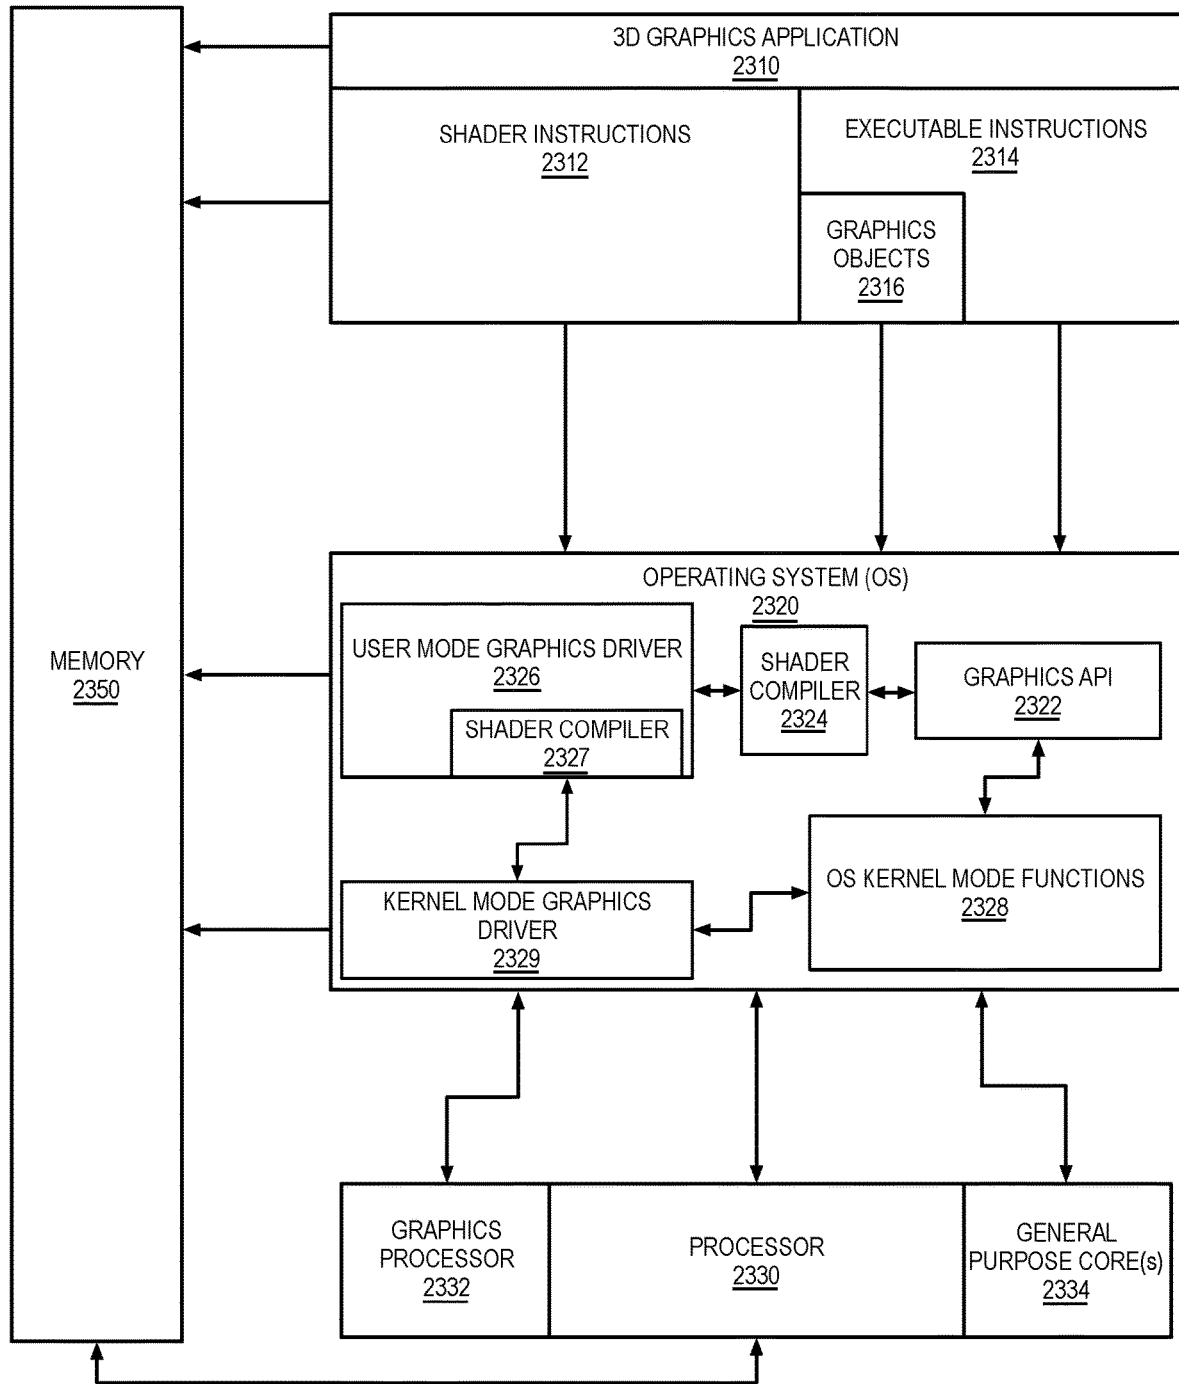 3D GRAPHICS APPLICATION
2310
SHADER INSTRUCTIONS
2312
EXECUTABLE INSTRUCTIONS
2314
GRAPHICS
OBJECTS
2316
MEMORY
2350
OPERATING SYSTEM (OS)
2320
USER MODE GRAPHICS DRIVER
2326
SHADER COMPILER
2327
SHADER
COMPILER
2324
GRAPHICS API
2322
KERNEL MODE GRAPHICS
DRIVER
2329
OS KERNEL MODE FUNCTIONS
2328
GRAPHICS
PROCESSOR
2332
PROCESSOR
2330
GENERAL
PURPOSE CORE(s)
2334